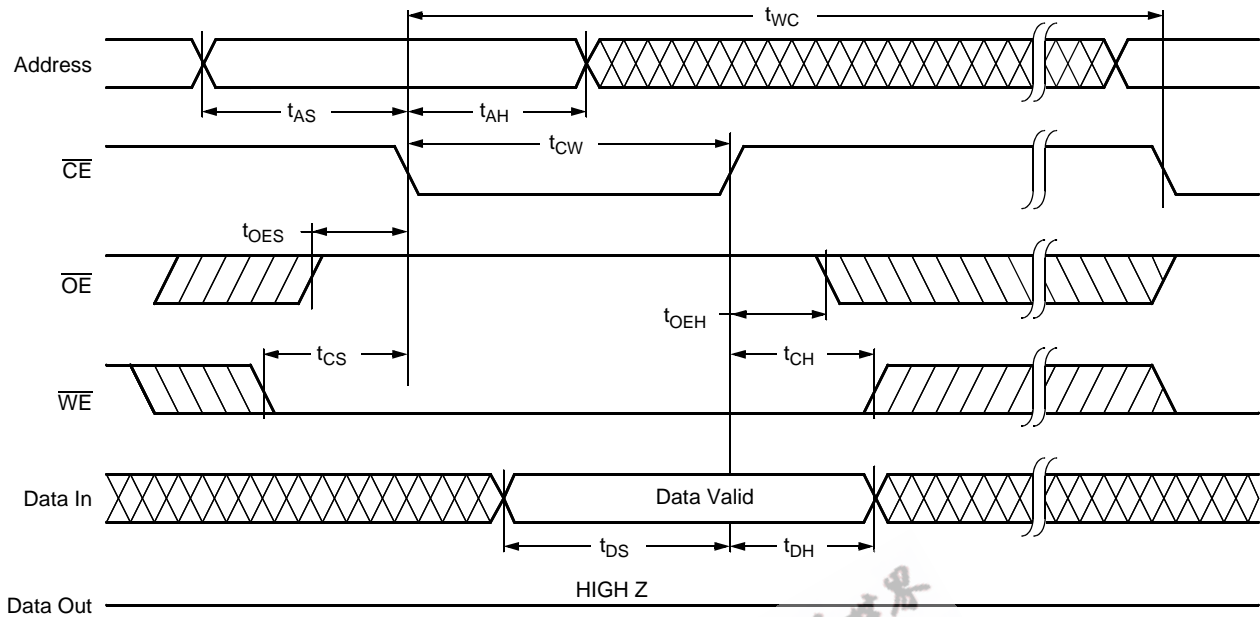 tWC
Address
tAS
tAH
tCW
CE
tOES
OE
tOEH
tCS
tCH
WE
Data In
Data Valid
tDS
tDH
HIGH Z
Data Out